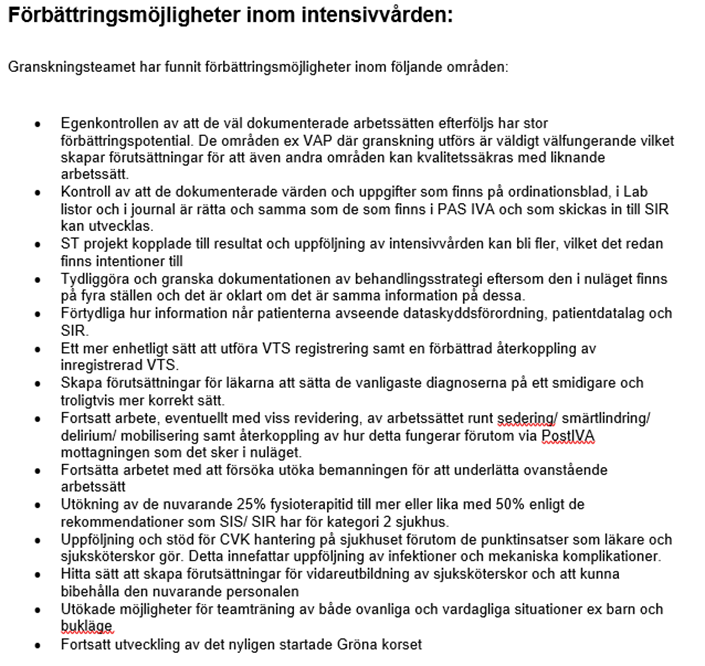 Förbättringsmöjligheter inom intensivvården:
Granskningsteamet har funnit förbättringsmöjligheter inom följande områden:
• Egenkontrollen av att de väl dokumenterade arbetssätten efterföljs har stor
förbättringspotential. De områden ex VAP där granskning utförs är väldigt välfungerande vilket
skapar förutsättningar för att även andra områden kan kvalitetssäkras med liknande
arbetssätt.
• Kontroll av att de dokumenterade värden och uppgifter som finns på ordinationsblad, i Lab
listor och i journal är rätta och samma som de som finns i PAS IVA och som skickas in till SIR
kan utvecklas.
• ST projekt kopplade till resultat och uppföljning av intensivvården kan bli fler, vilket det redan
finns intentioner till
• Tydliggöra och granska dokumentationen av behandlingsstrategi eftersom den i nuläget finns
på fyra ställen och det är oklart om det är samma information på dessa.
• Förtydliga hur information når patienterna avseende dataskyddsförordning, patientdatalag och
SIR.
• Ett mer enhetligt sätt att utföra VTS registrering samt en förbättrad återkoppling av
inregistrerad VTS.
• Skapa förutsättningar för läkarna att sätta de vanligaste diagnoserna på ett smidigare och
troligtvis mer korrekt sätt.
• Fortsatt arbete, eventuellt med viss revidering, av arbetssättet runt sedering/ smärtlindring/
delirium/ mobilisering samt återkoppling av hur detta fungerar förutom via PostIVA
mottagningen som det sker i nuläget.
• Fortsätta arbetet med att försöka utöka bemanningen för att underlätta ovanstående
arbetssätt
• Utökning av de nuvarande 25% fysioterapitid till mer eller lika med 50% enligt de
rekommendationer som SIS/ SIR har för kategori 2 sjukhus.
• Uppföljning och stöd för CVK hantering på sjukhuset förutom de punktinsatser som läkare och
sjuksköterskor gör. Detta innefattar uppföljning av infektioner och mekaniska komplikationer.
• Hitta sätt att skapa förutsättningar för vidareutbildning av sjuksköterskor och att kunna
bibehålla den nuvarande personalen
• Utökade möjligheter för teamträning av både ovanliga och vardagliga situationer ex barn och
bukläge
• Fortsatt utveckling av det nyligen startade Gröna korset